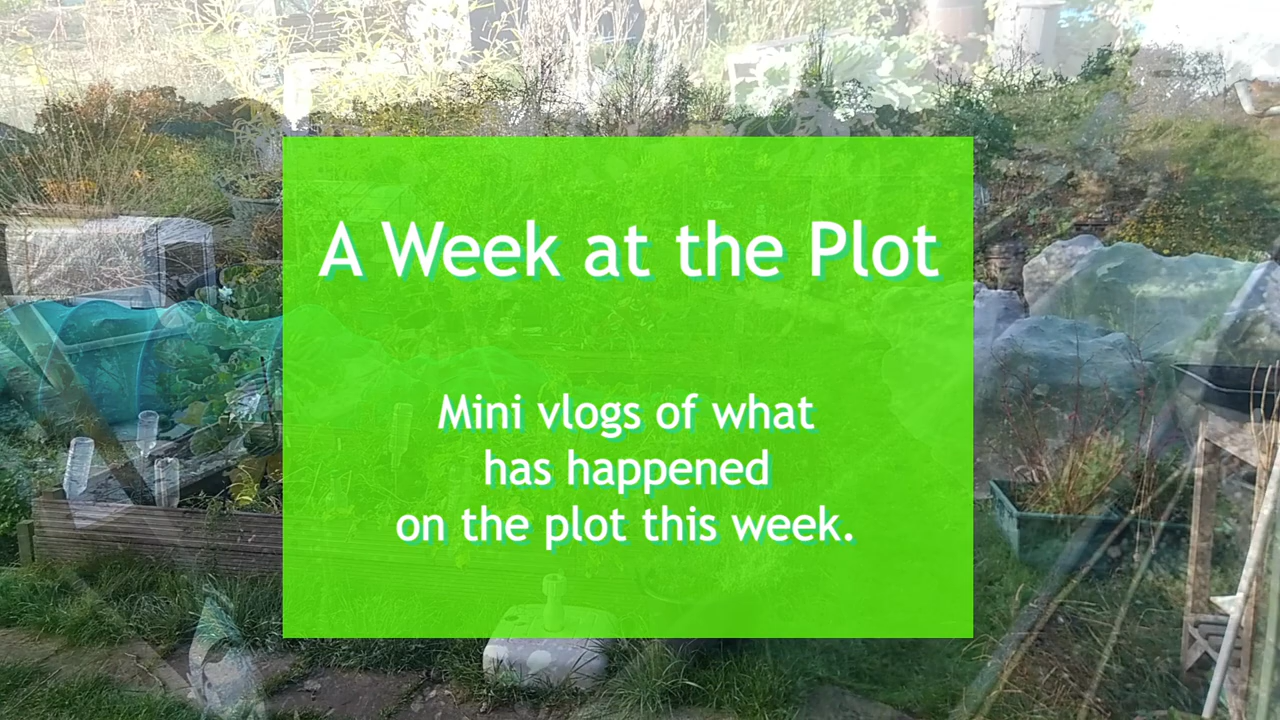 A Week at the Plot
Mini vlogs of what
has happened
on the plot this week.